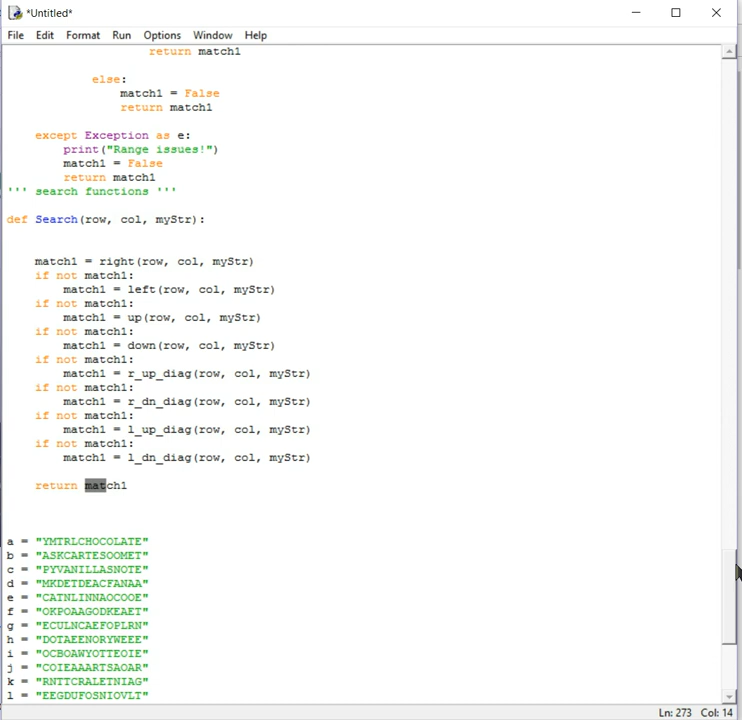 *Untitled*
File Edit Format Run Options Window Help
return match1
else:
match1 = False
return match1
except Exception as e:
print("Range issues!")
match1 = False
return match1
''' search functions '''
def Search(row, col, myStr):
match1 = right(row, col, myStr)
if not match1:
match1 = left(row, col, myStr)
if not match1:
match1 = up(row, col, myStr)
if not match1:
match1 = down(row, col, myStr)
if not match1:
match1 = r_up_diag(row, col, myStr)
if not match1:
match1 = r_dn_diag(row, col, myStr)
if not match1:
match1 = l_up_diag(row, col, myStr)
if not match1:
match1 = l_dn_diag(row, col, myStr)
return match1
a = "YMTRLCHOCOLATE"
b = "ASKCARTESOOMET"
c = "PYVANILLASNOTE"
d = "MKDETDEACFANAA"
e = "CATNLINNAOCOOE"
f = "OKPOAAGODKEAET"
g = "ECULNCAEFOPLRN"
h = "DOTAEENORYWEEE"
i = "OCBOAWYOTTEOIE"
j = "COIEAAARTSAOAR"
k = "RNTTCRALETNIAG"
l = "EEGDUFOSNIOVLT"
Ln: 273 Col: 14